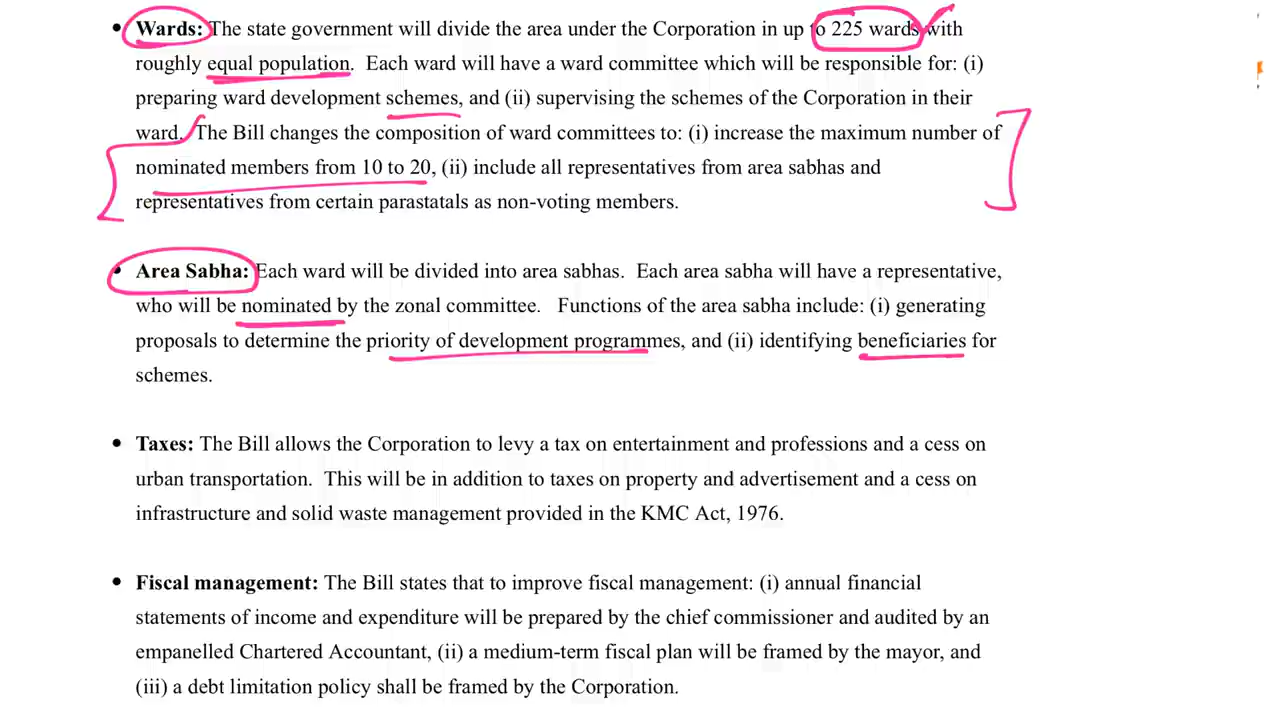 • Wards: The state government will divide the area under the Corporation in up to 225 wards with
roughly equal population.  Each ward will have a ward committee which will be responsible for: (i)
preparing ward development schemes, and (ii) supervising the schemes of the Corporation in their
ward.  The Bill changes the composition of ward committees to: (i) increase the maximum number of
nominated members from 10 to 20, (ii) include all representatives from area sabhas and
representatives from certain parastatals as non-voting members.
• Area Sabha: Each ward will be divided into area sabhas.  Each area sabha will have a representative,
who will be nominated by the zonal committee.   Functions of the area sabha include: (i) generating
proposals to determine the priority of development programmes, and (ii) identifying beneficiaries for
schemes.
• Taxes: The Bill allows the Corporation to levy a tax on entertainment and professions and a cess on
urban transportation.  This will be in addition to taxes on property and advertisement and a cess on
infrastructure and solid waste management provided in the KMC Act, 1976.
• Fiscal management: The Bill states that to improve fiscal management: (i) annual financial
statements of income and expenditure will be prepared by the chief commissioner and audited by an
empanelled Chartered Accountant, (ii) a medium-term fiscal plan will be framed by the mayor, and
(iii) a debt limitation policy shall be framed by the Corporation.